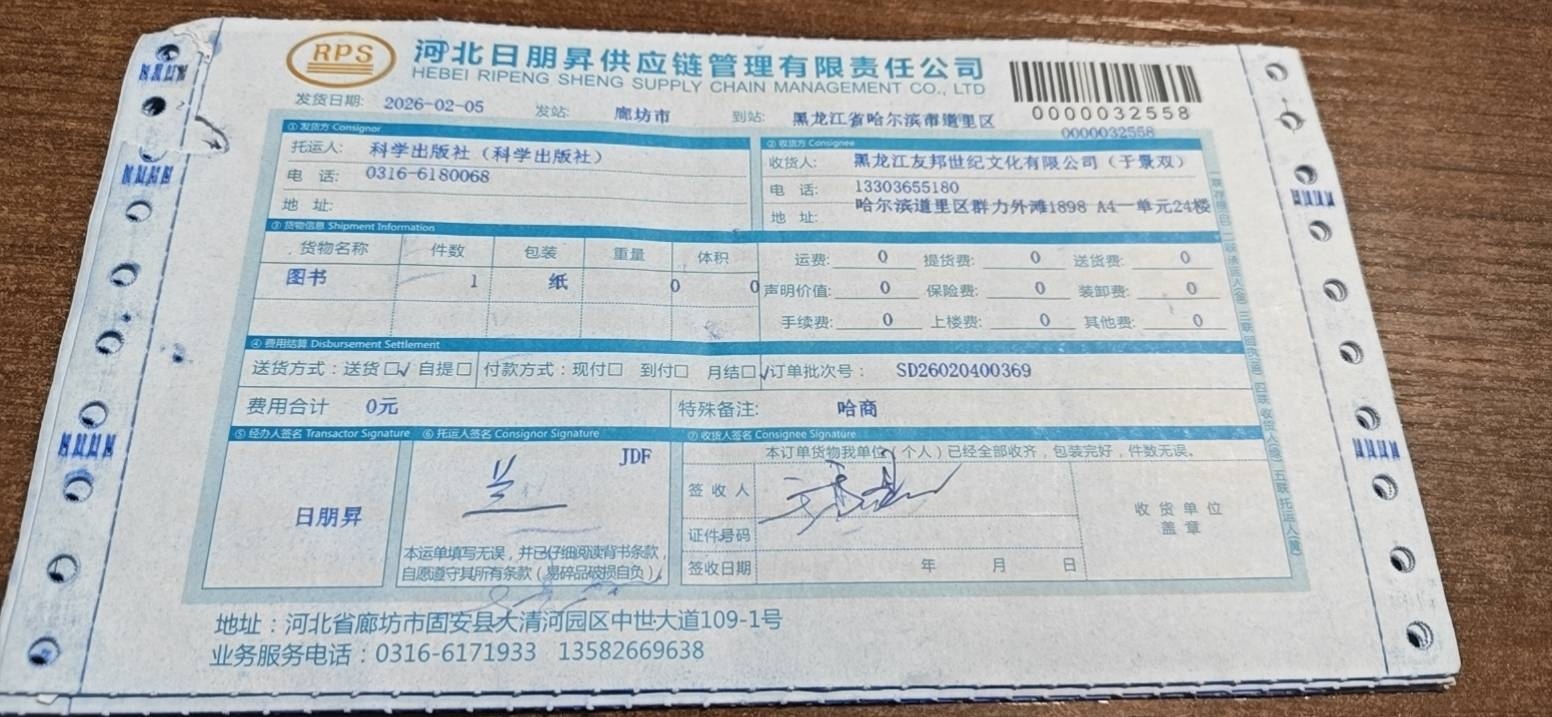 RPS
河北日朋昇供应链管理有限责任公司
HEBEI RIPENG SHENG SUPPLY CHAIN MANAGEMENT CO., LTD
0000032558
0000032558
发货日期: 2026-02-05 发站: 廊坊市 到站: 黑龙江省哈尔滨市道里区
① 发货方 Consignor ② 收货方 Consignee
托运人: 科学出版社（科学出版社） 收货人: 黑龙江友邦世纪文化有限公司（于景双）
电 话: 0316-6180068 电 话: 13303655180
地 址: 地 址: 哈尔滨道里区群力外滩1898 A4一单元24楼
③ 货物信息 Shipment Information
货物名称 件数 包装 重量 体积 运费: 0 提货费: 0 送货费: 0
图书 1 纸 0 0 声明价值: 0 保险费: 0 装卸费: 0
手续费: 0 上楼费: 0 其他费: 0
④ 费用结算 Disbursement Settlement
送货方式：送货☐√ 自提☐ 付款方式：现付☐ 到付☐ 月结☐√ 订单批次号： SD26020400369
费用合计 0元 特殊备注: 哈商
⑤ 经办人签名 Transactor Signature ⑥ 托运人签名 Consignor Signature ⑦ 收货人签名 Consignee Signature
JDF 本订单货物我单位（个人）已经全部收齐，包装完好，件数无误。
签 收 人
日朋昇 收 货 单 位
盖 章
证件号码
本运单填写无误，并已仔细阅读背书条款，
自愿遵守其所有条款（易碎品破损自负）。
签收日期 年 月 日
地址：河北省廊坊市固安县大清河园区中世大道109-1号
业务服务电话：0316-6171933 13582669638